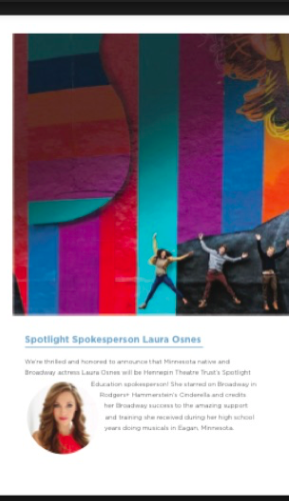 Spotlight Spokesperson Laura Osnes
We're thrilled and honored to announce that Minnesota native and
Broadway actress Laura Osnes will be Hennepin Theatre Trust's Spotlight
Education spokesperson! She starred on Broadway in
Rodgers+ Hammerstein's Cinderella and credits
her Broadway success to the amazing support
and training she received during her high school
years doing musicals in Eagan, Minnesota.